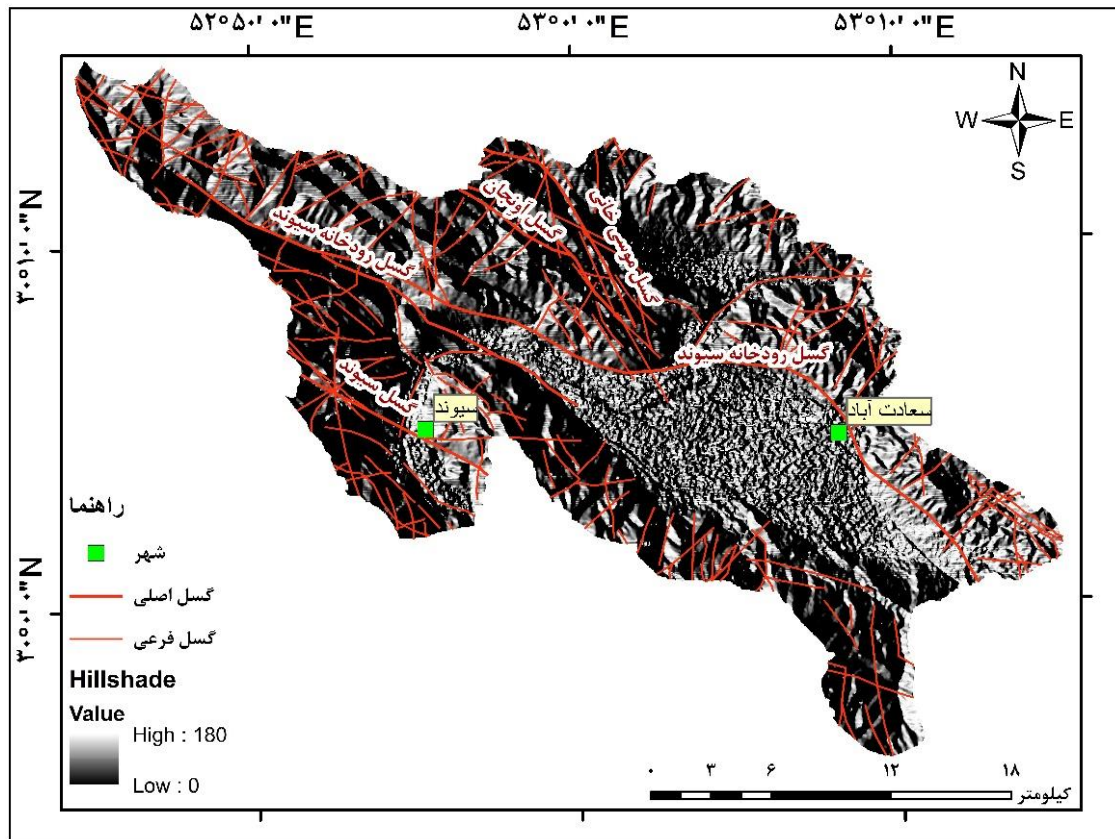 ۵۲°۵۰'۰"E
۵۳°۰'۰"E
۵۳°۱۰'۰"E
۳۰°۱۰'۰"N
۳۰°۰'۰"N
N
W
E
S
گسل رودخانه سیوند
گسل آونجان
گسل موسی خانی
گسل رودخانه سیوند
گسل سیوند
سیوند
سعادت آباد
راهنما
شهر
گسل اصلی
گسل فرعی
Hillshade
Value
High : 180
Low : 0
۰ ۳ ۶ ۱۲ ۱۸
کیلومتر